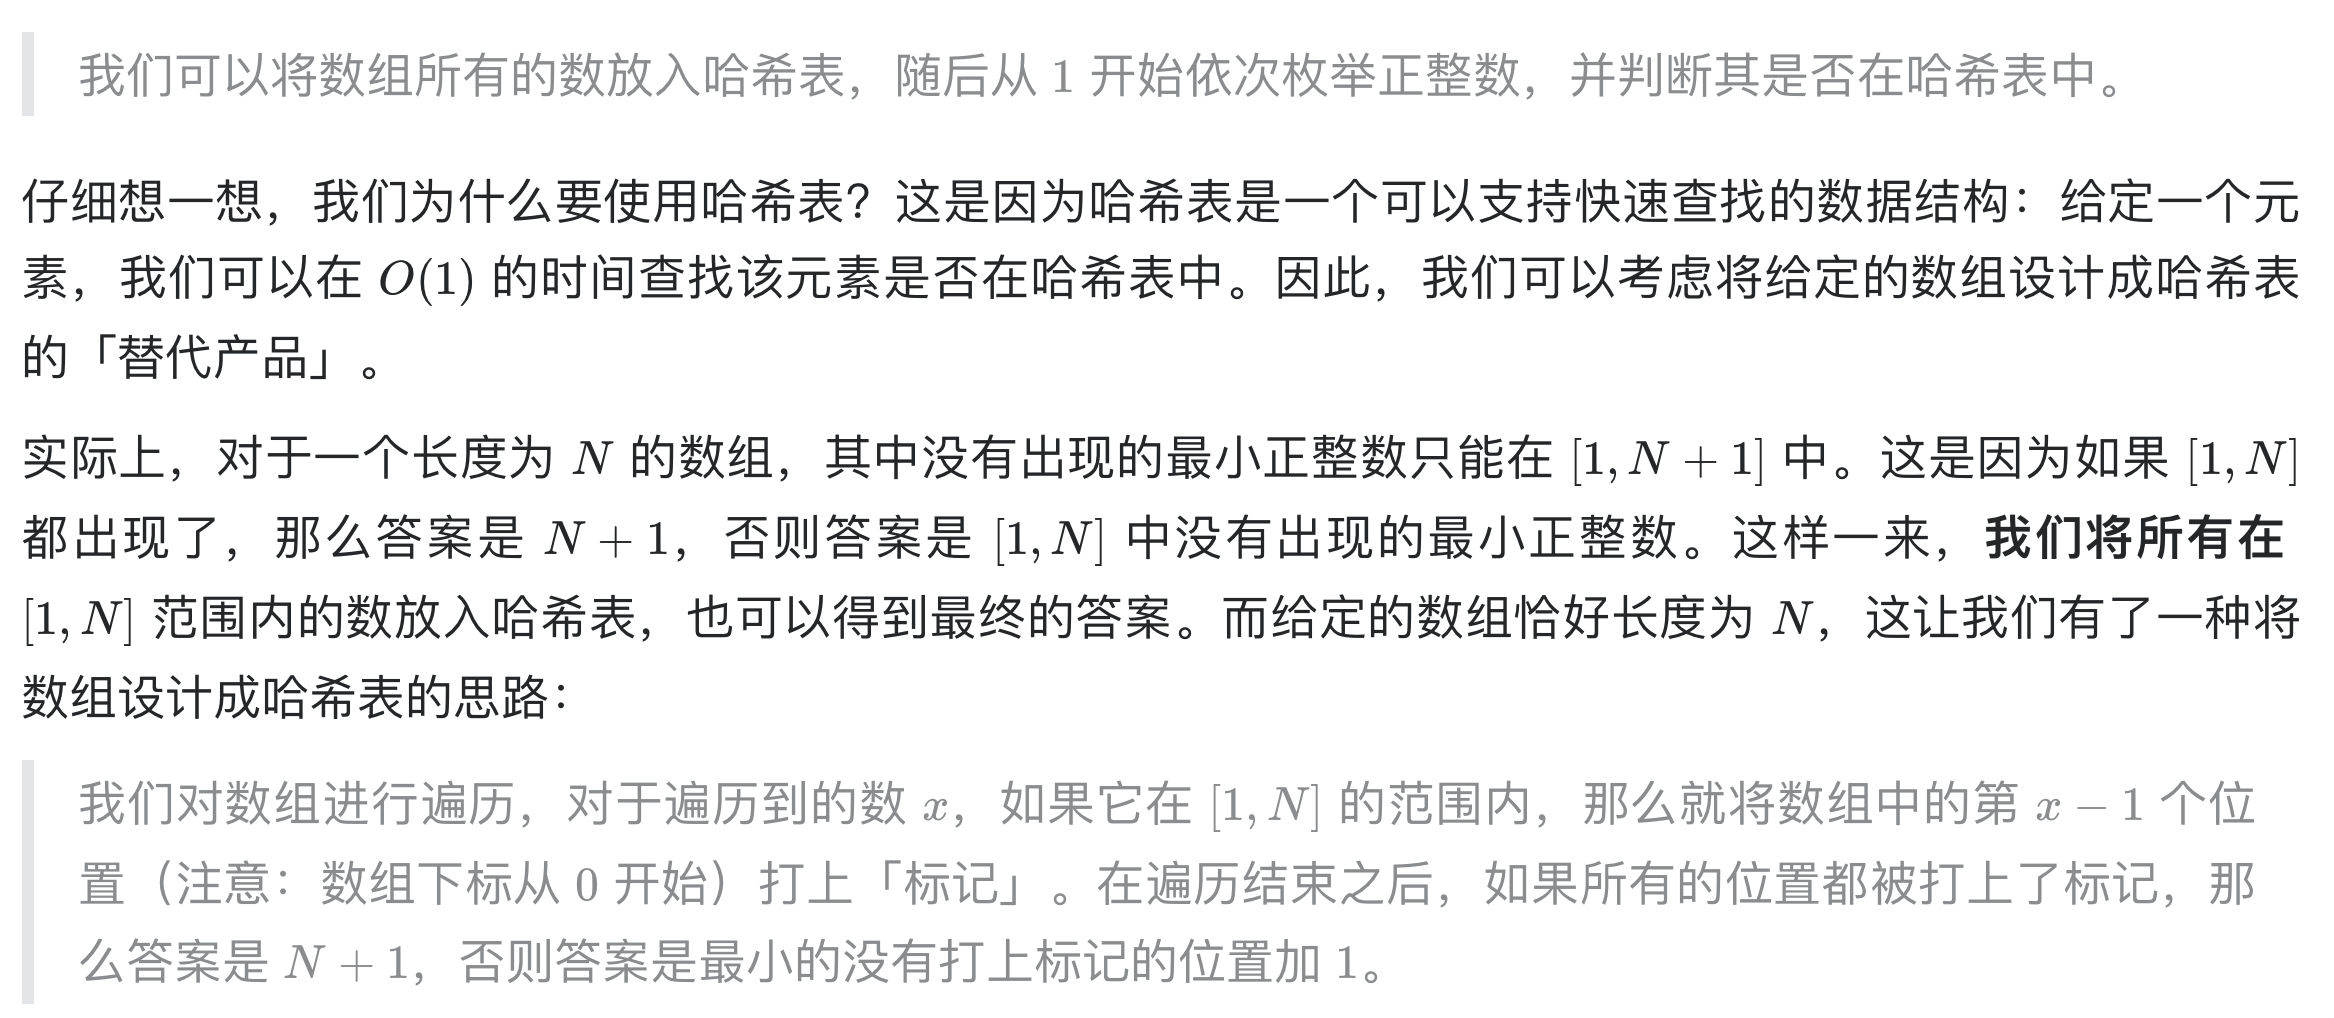 我们可以将数组所有的数放入哈希表，随后从 1 开始依次枚举正整数，并判断其是否在哈希表中。
仔细想一想，我们为什么要使用哈希表？这是因为哈希表是一个可以支持快速查找的数据结构：给定一个元
素，我们可以在 O(1) 的时间查找该元素是否在哈希表中。因此，我们可以考虑将给定的数组设计成哈希表
的「替代产品」。
实际上，对于一个长度为 N 的数组，其中没有出现的最小正整数只能在 [1, N + 1] 中。这是因为如果 [1, N]
都出现了，那么答案是 N + 1，否则答案是 [1, N] 中没有出现的最小正整数。这样一来，我们将所有在
[1, N] 范围内的数放入哈希表，也可以得到最终的答案。而给定的数组恰好长度为 N，这让我们有了一种将
数组设计成哈希表的思路：
我们对数组进行遍历，对于遍历到的数 x，如果它在 [1, N] 的范围内，那么就将数组中的第 x − 1 个位
置（注意：数组下标从 0 开始）打上「标记」。在遍历结束之后，如果所有的位置都被打上了标记，那
么答案是 N + 1，否则答案是最小的没有打上标记的位置加 1。